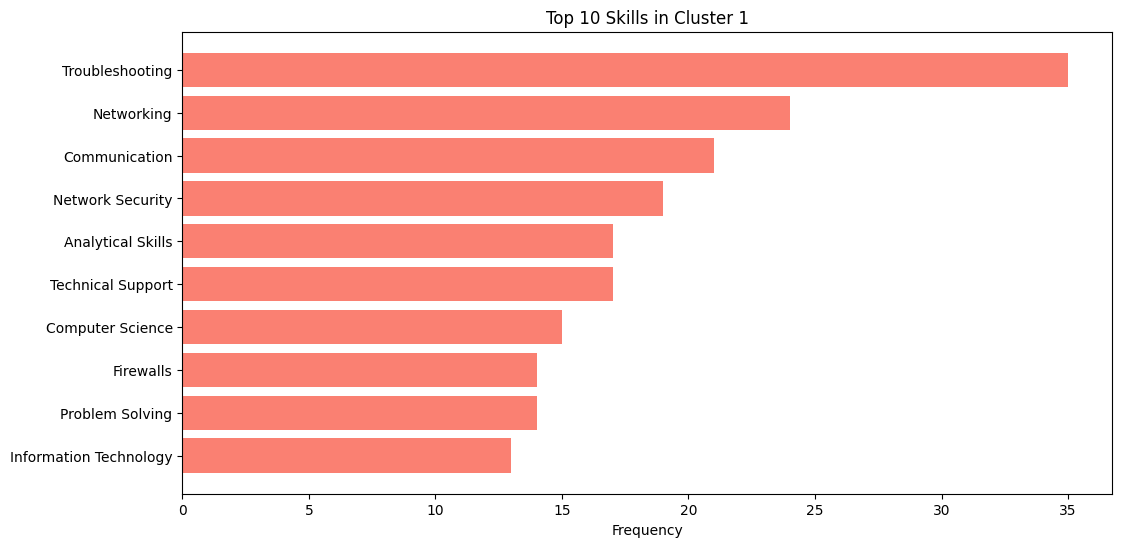 Top 10 Skills in Cluster 1
Troubleshooting
Networking
Communication
Network Security
Analytical Skills
Technical Support
Computer Science
Firewalls
Problem Solving
Information Technology
0 5 10 15 20 25 30 35
Frequency